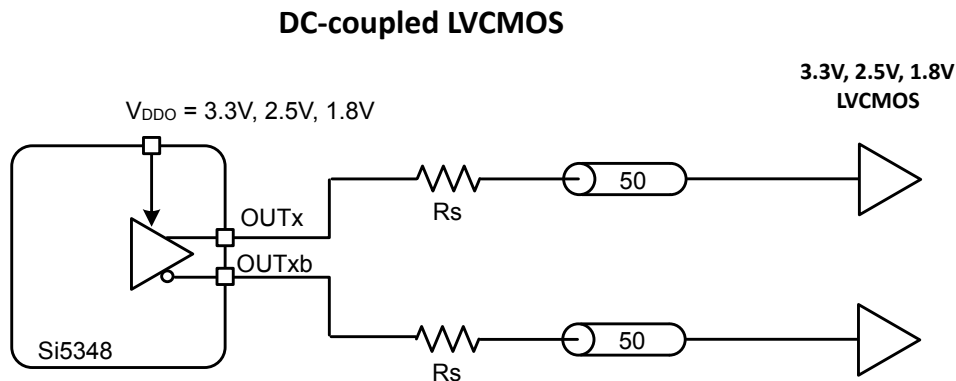 DC-coupled LVCMOS
3.3V, 2.5V, 1.8V
LVCMOS
VDDO = 3.3V, 2.5V, 1.8V
50
Rs
OUTx
OUTxb
50
Rs
Si5348